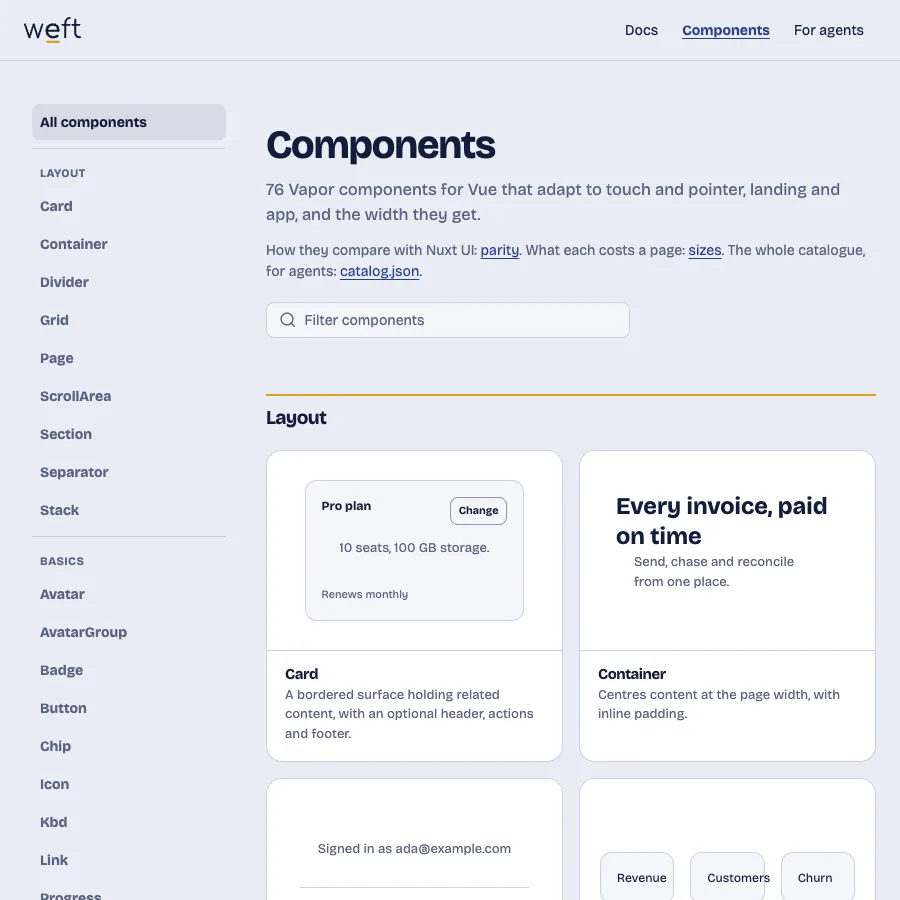 weft
Docs
Components
For agents
All components
LAYOUT
Card
Container
Divider
Grid
Page
ScrollArea
Section
Separator
Stack
BASICS
Avatar
AvatarGroup
Badge
Button
Chip
Icon
Kbd
Link
Progress
Components
76 Vapor components for Vue that adapt to touch and pointer, landing and
app, and the width they get.
How they compare with Nuxt UI: parity. What each costs a page: sizes. The whole catalogue,
for agents: catalog.json.
Filter components
Layout
Pro plan
Change
10 seats, 100 GB storage.
Renews monthly
Card
A bordered surface holding related
content, with an optional header, actions
and footer.
Every invoice, paid
on time
Send, chase and reconcile
from one place.
Container
Centres content at the page width, with
inline padding.
Signed in as ada@example.com
Revenue
Customers
Churn